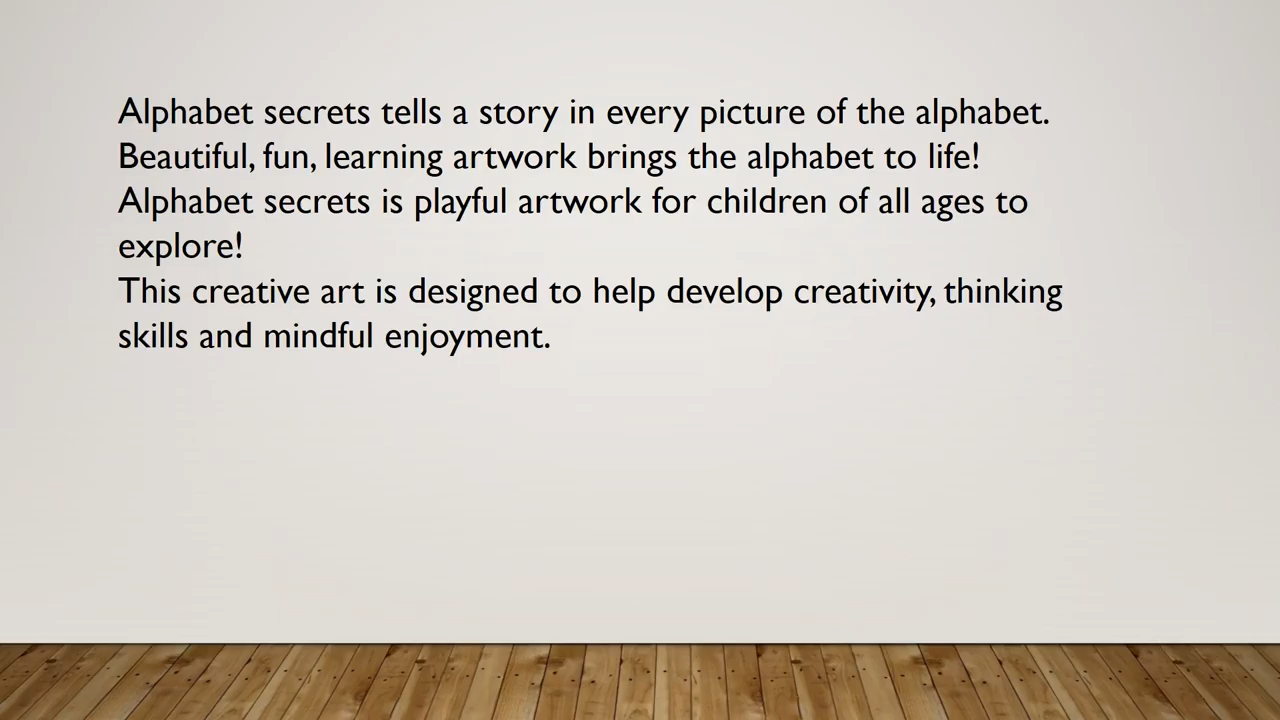 Alphabet secrets tells a story in every picture of the alphabet.
Beautiful, fun, learning artwork brings the alphabet to life!
Alphabet secrets is playful artwork for children of all ages to
explore!
This creative art is designed to help develop creativity, thinking
skills and mindful enjoyment.